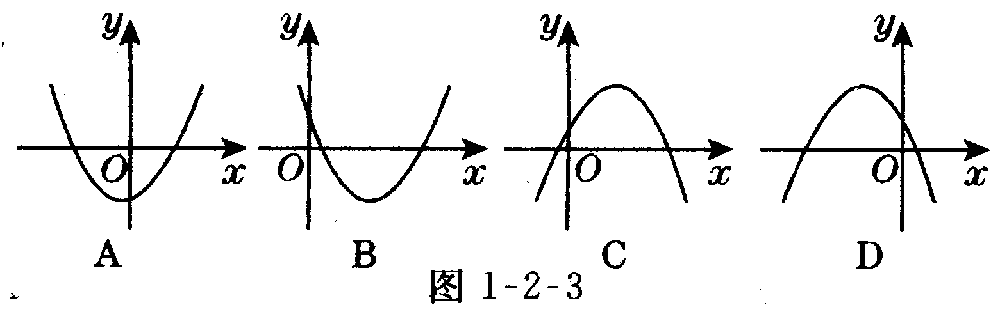 y y y y
O x O x O x O x
A B C D
图 1-2-3